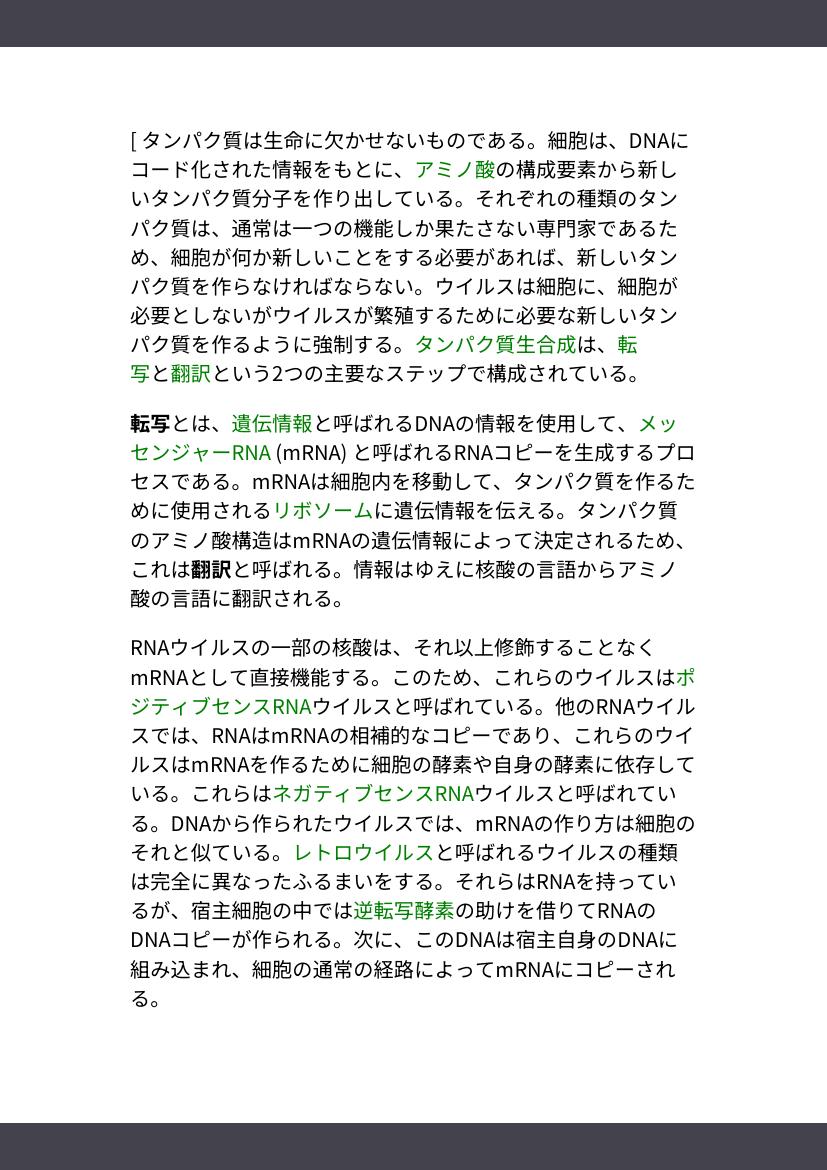 [ タンパク質は生命に欠かせないものである。細胞は、DNAに
コード化された情報をもとに、アミノ酸の構成要素から新し
いタンパク質分子を作り出している。それぞれの種類のタン
パク質は、通常は一つの機能しか果たさない専門家であるた
め、細胞が何か新しいことをする必要があれば、新しいタン
パク質を作らなければならない。ウイルスは細胞に、細胞が
必要としないがウイルスが繁殖するために必要な新しいタン
パク質を作るように強制する。タンパク質生合成は、転
写と翻訳という2つの主要なステップで構成されている。
転写とは、遺伝情報と呼ばれるDNAの情報を使用して、メッ
センジャーRNA (mRNA) と呼ばれるRNAコピーを生成するプロ
セスである。mRNAは細胞内を移動して、タンパク質を作るた
めに使用されるリボソームに遺伝情報を伝える。タンパク質
のアミノ酸構造はmRNAの遺伝情報によって決定されるため、
これは翻訳と呼ばれる。情報はゆえに核酸の言語からアミノ
酸の言語に翻訳される。
RNAウイルスの一部の核酸は、それ以上修飾することなく
mRNAとして直接機能する。このため、これらのウイルスはポ
ジティブセンスRNAウイルスと呼ばれている。他のRNAウイル
スでは、RNAはmRNAの相補的なコピーであり、これらのウイ
ルスはmRNAを作るために細胞の酵素や自身の酵素に依存して
いる。これらはネガティブセンスRNAウイルスと呼ばれてい
る。DNAから作られたウイルスでは、mRNAの作り方は細胞の
それと似ている。レトロウイルスと呼ばれるウイルスの種類
は完全に異なったふるまいをする。それらはRNAを持ってい
るが、宿主細胞の中では逆転写酵素の助けを借りてRNAの
DNAコピーが作られる。次に、このDNAは宿主自身のDNAに
組み込まれ、細胞の通常の経路によってmRNAにコピーされ
る。